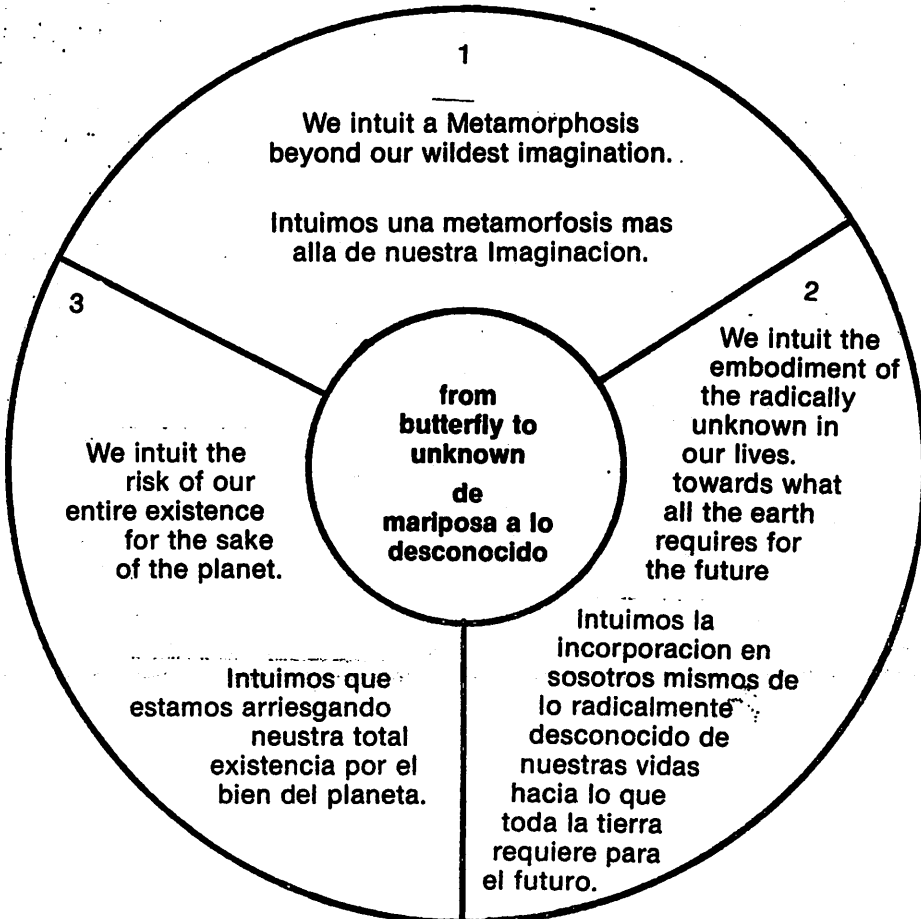 1
We intuit a Metamorphosis
beyond our wildest imagination.
Intuimos una metamorfosis mas
alla de nuestra Imaginacion.
2
We intuit the
embodiment of
the radically
unknown in
our lives.
towards what
all the earth
requires for
the future
Intuimos la
incorporacion en
sosotros mismos de
lo radicalmente
desconocido de
nuestras vidas
hacia lo que
toda la tierra
requiere para
el futuro.
3
We intuit the
risk of our
entire existence
for the sake
of the planet.
Intuimos que
estamos arriesgando
neustra total
existencia por el
bien del planeta.
from
butterfly to
unknown
de
mariposa a lo
desconocido